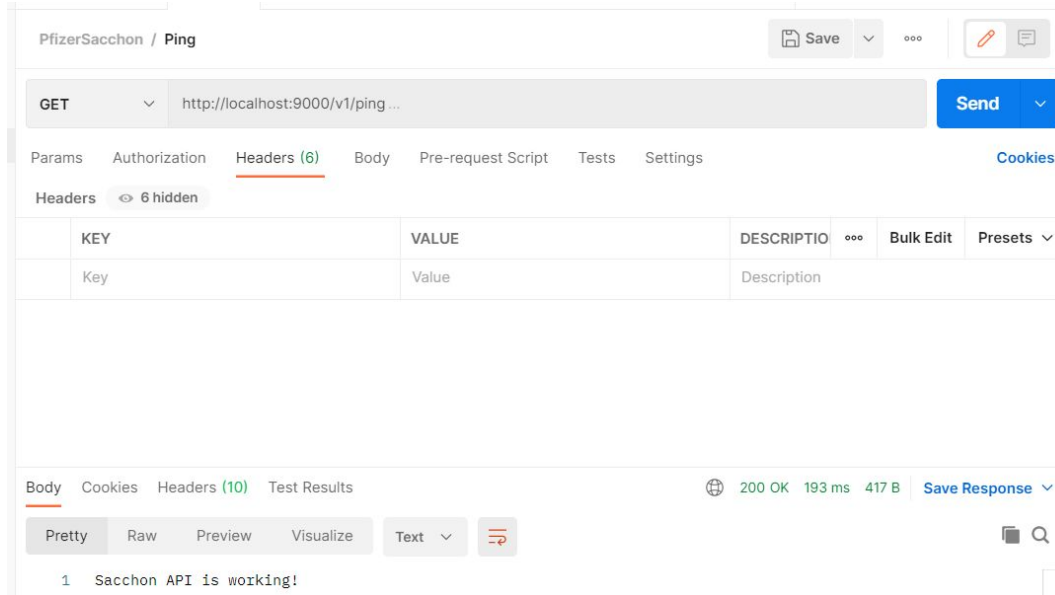 PfizerSacchon / Ping
Save
GET http://localhost:9000/v1/ping ...
Send
Params Authorization Headers (6) Body Pre-request Script Tests Settings Cookies
Headers 6 hidden
KEY VALUE DESCRIPTIO Bulk Edit Presets
Key Value Description
Body Cookies Headers (10) Test Results 200 OK 193 ms 417 B Save Response
Pretty Raw Preview Visualize Text
1 Sacchon API is working!